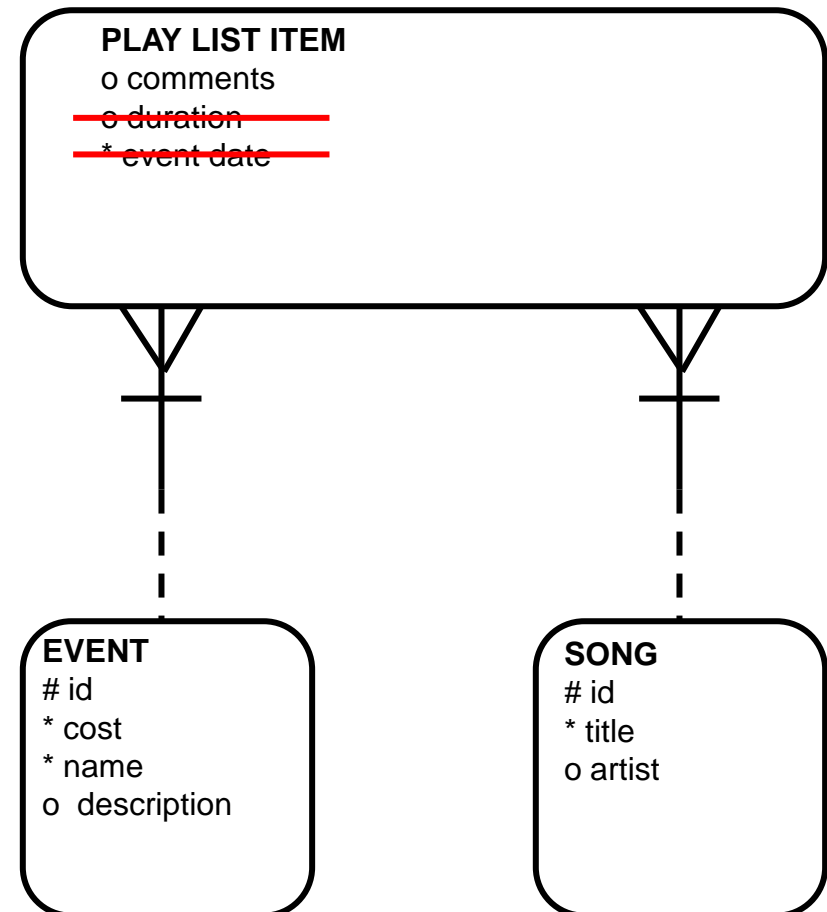 PLAY LIST ITEM
o comments
o duration
* event date
EVENT
# id
* cost
* name
o description
SONG
# id
* title
o artist